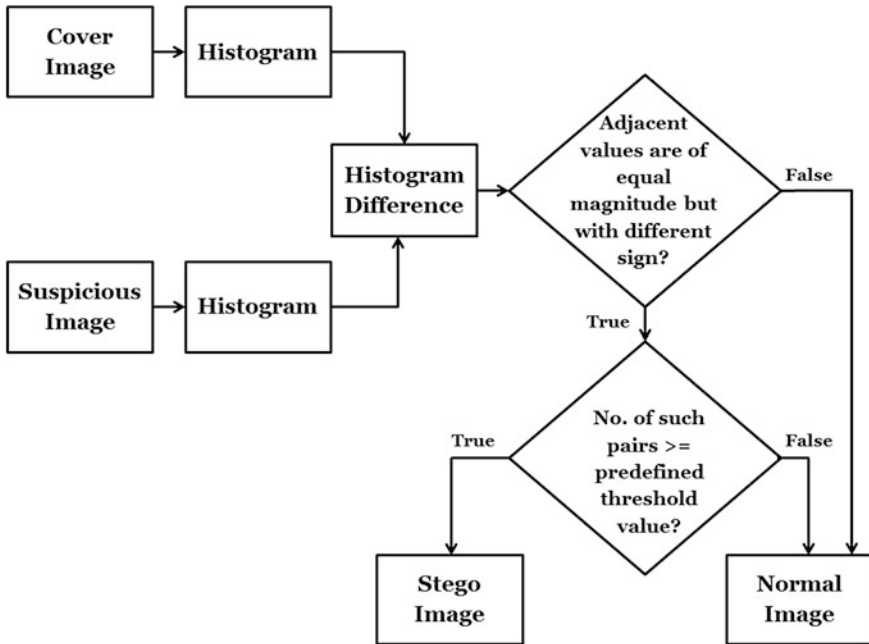 Cover
Image
Histogram
Histogram
Difference
Suspicious
Image
Histogram
Adjacent
values are of
equal
magnitude but
with different
sign?
False
True
No. of such
pairs >=
predefined
threshold
value?
True
False
Stego
Image
Normal
Image